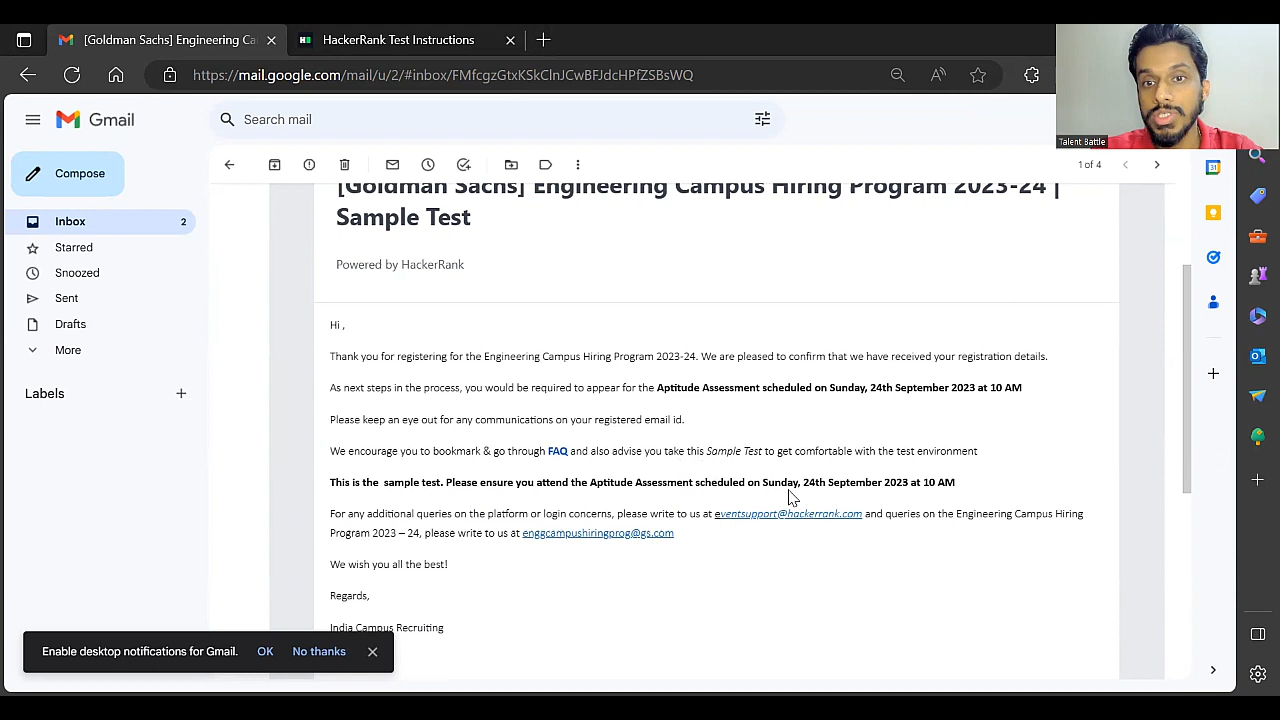 [Goldman Sachs] Engineering Ca
HackerRank Test Instructions
https://mail.google.com/mail/u/2/#inbox/FMfcgzGtxKSkClnJCwBFJdcHPfZSBsWQ
Talent Battle
Gmail
Search mail
Compose
1 of 4
Inbox 2
Starred
Snoozed
Sent
Drafts
More
Labels
[Goldman Sachs] Engineering Campus Hiring Program 2023-24 |
Sample Test
Powered by HackerRank
Hi ,
Thank you for registering for the Engineering Campus Hiring Program 2023-24. We are pleased to confirm that we have received your registration details.
As next steps in the process, you would be required to appear for the Aptitude Assessment scheduled on Sunday, 24th September 2023 at 10 AM
Please keep an eye out for any communications on your registered email id.
We encourage you to bookmark & go through FAQ and also advise you take this Sample Test to get comfortable with the test environment
This is the sample test. Please ensure you attend the Aptitude Assessment scheduled on Sunday, 24th September 2023 at 10 AM
For any additional queries on the platform or login concerns, please write to us at eventsupport@hackerrank.com and queries on the Engineering Campus Hiring
Program 2023 – 24, please write to us at enggcampushiringprog@gs.com
We wish you all the best!
Regards,
India Campus Recruiting
Enable desktop notifications for Gmail. OK No thanks